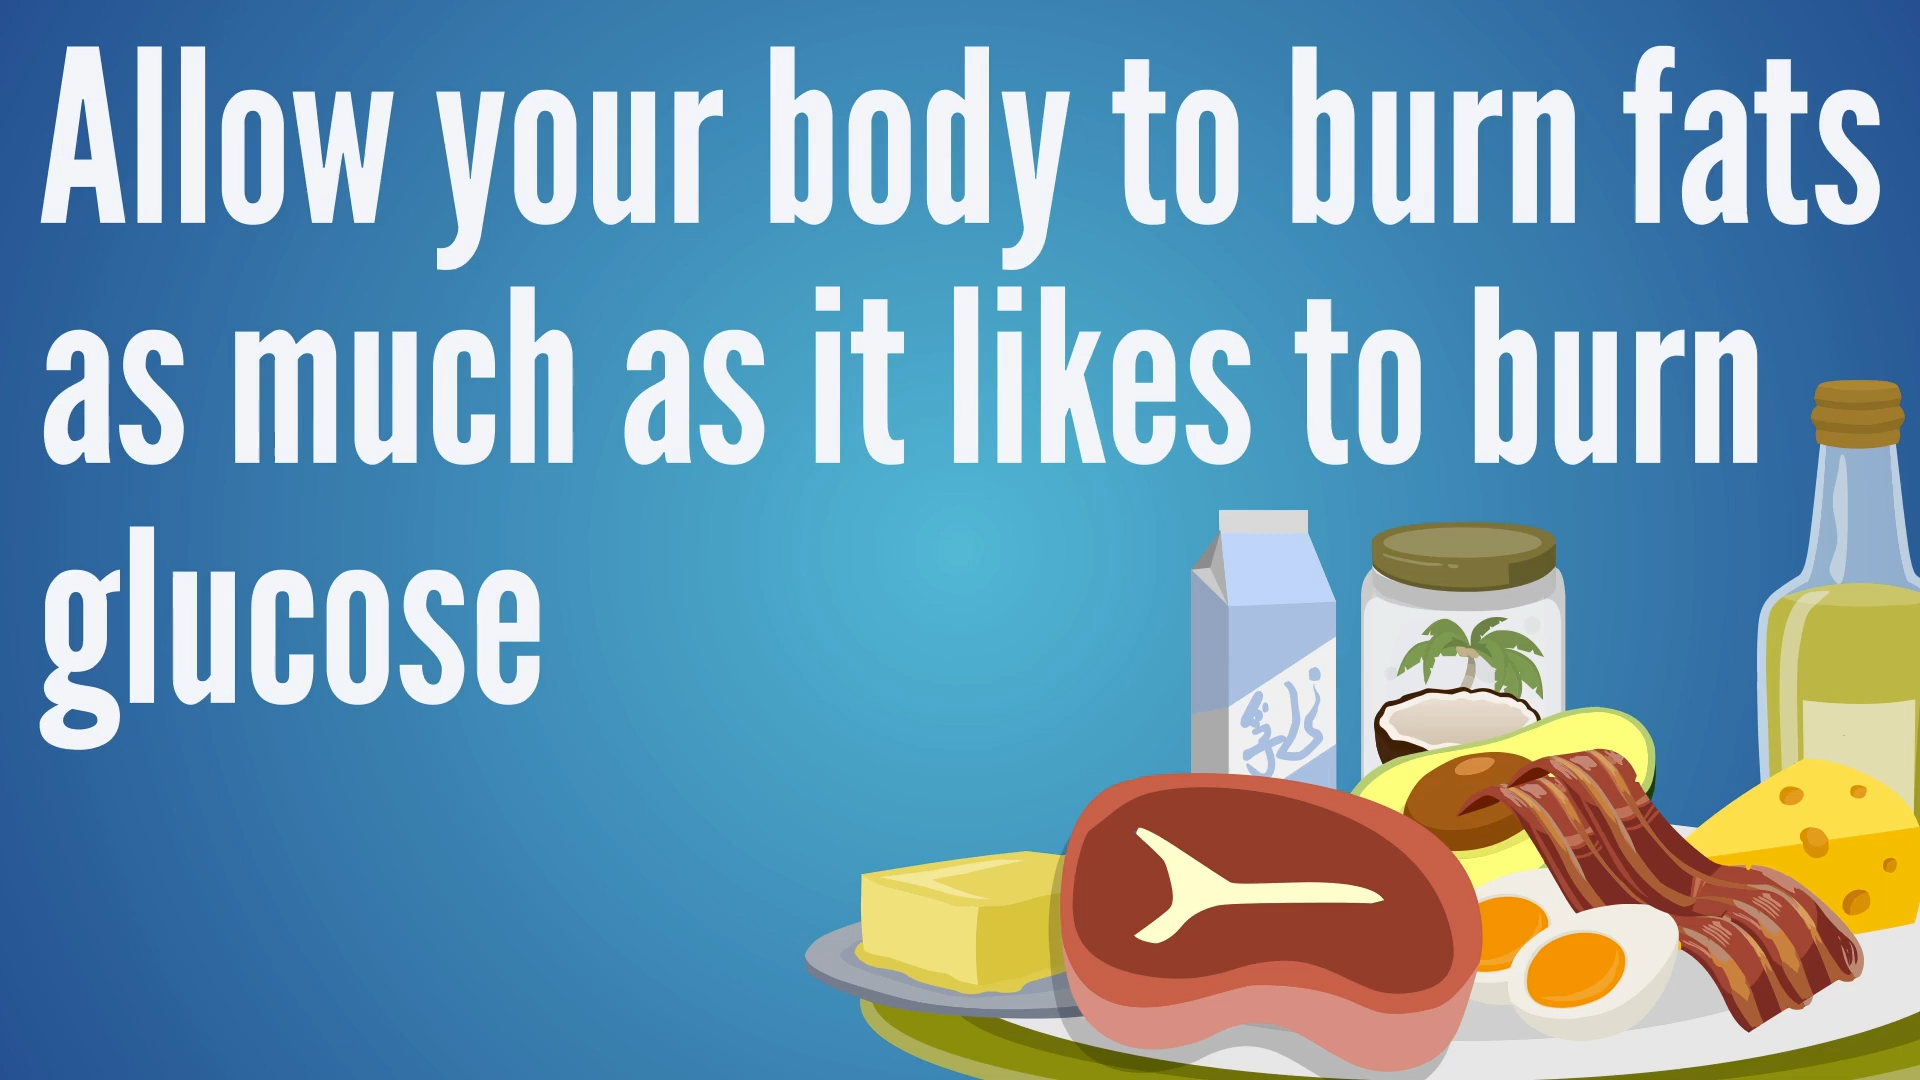 Allow your body to burn fats
as much as it likes to burn
glucose